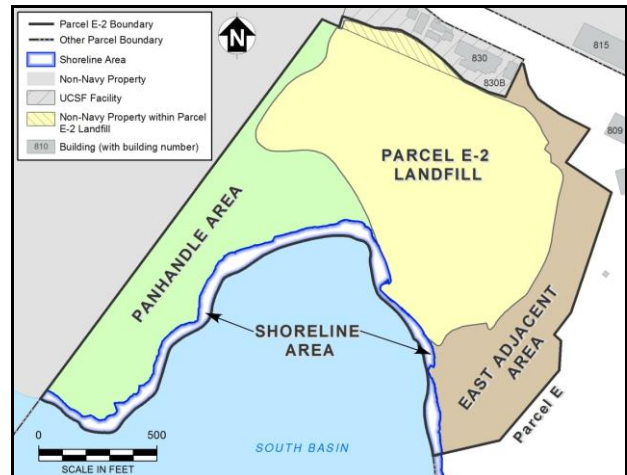 Parcel E-2 Boundary
Other Parcel Boundary
Shoreline Area
Non-Navy Property
UCSF Facility
Non-Navy Property within Parcel
E-2 Landfill
810 Building (with building number)
N
830
830B
815
809
PARCEL E-2
LANDFILL
PANHANDLE AREA
SHORELINE
AREA
EAST ADJACENT
AREA
Parcel E
0 500
SCALE IN FEET
SOUTH BASIN